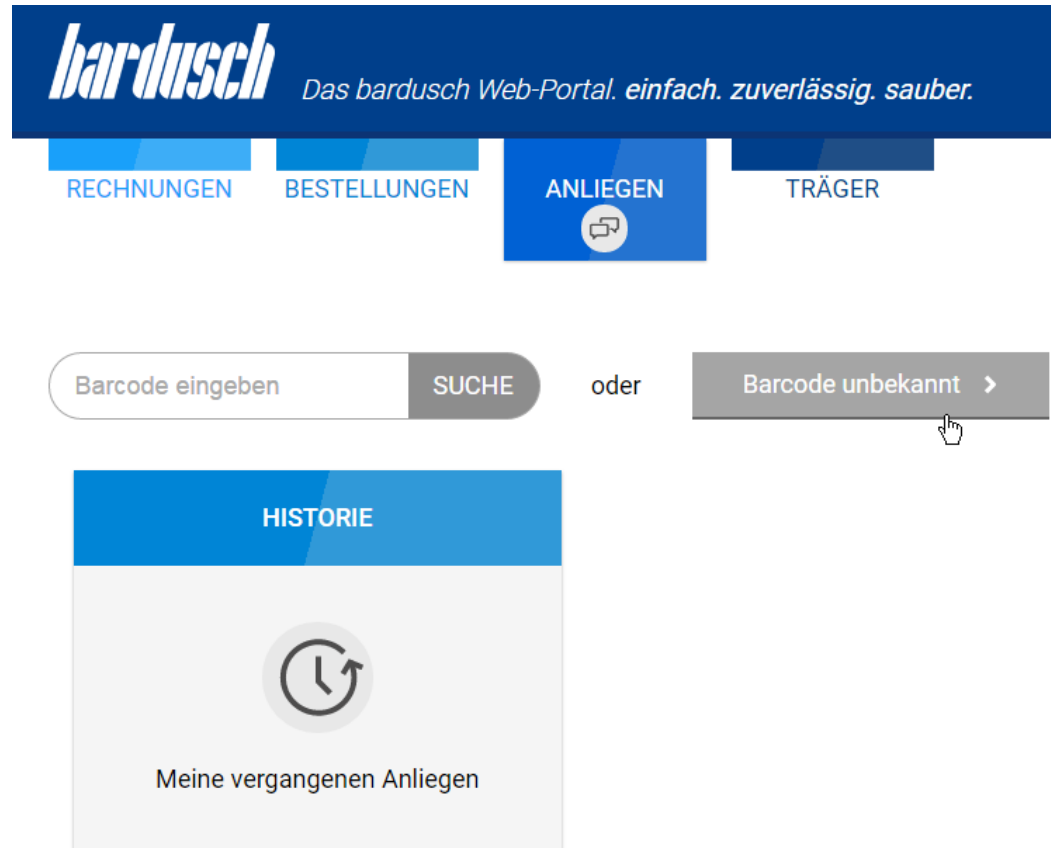 bardusch
Das bardusch Web-Portal. einfach. zuverlässig. sauber.
RECHNUNGEN BESTELLUNGEN ANLIEGEN TRÄGER
Barcode eingeben SUCHE oder Barcode unbekannt
HISTORIE
Meine vergangenen Anliegen